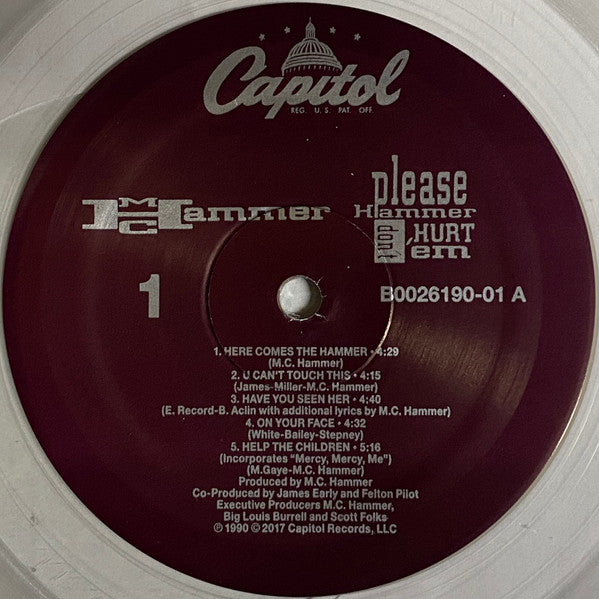 Capitol
REG. U.S. PAT. OFF.
MC Hammer
please
Hammer
don't ,HURT
'em
1
B0026190-01 A
1. HERE COMES THE HAMMER • 4:29
(M.C. Hammer)
2. U CAN'T TOUCH THIS • 4:15
(James-Miller-M.C. Hammer)
3. HAVE YOU SEEN HER • 4:40
(E. Record-B. Aclin with additional lyrics by M.C. Hammer)
4. ON YOUR FACE • 4:32
(White-Bailey-Stepney)
5. HELP THE CHILDREN • 5:16
(Incorporates "Mercy, Mercy, Me")
(M.Gaye-M.C. Hammer)
Produced by M.C. Hammer
Co-Produced by James Early and Felton Pilot
Executive Producers M.C. Hammer,
Big Louis Burrell and Scott Folks
℗ 1990 © 2017 Capitol Records, LLC